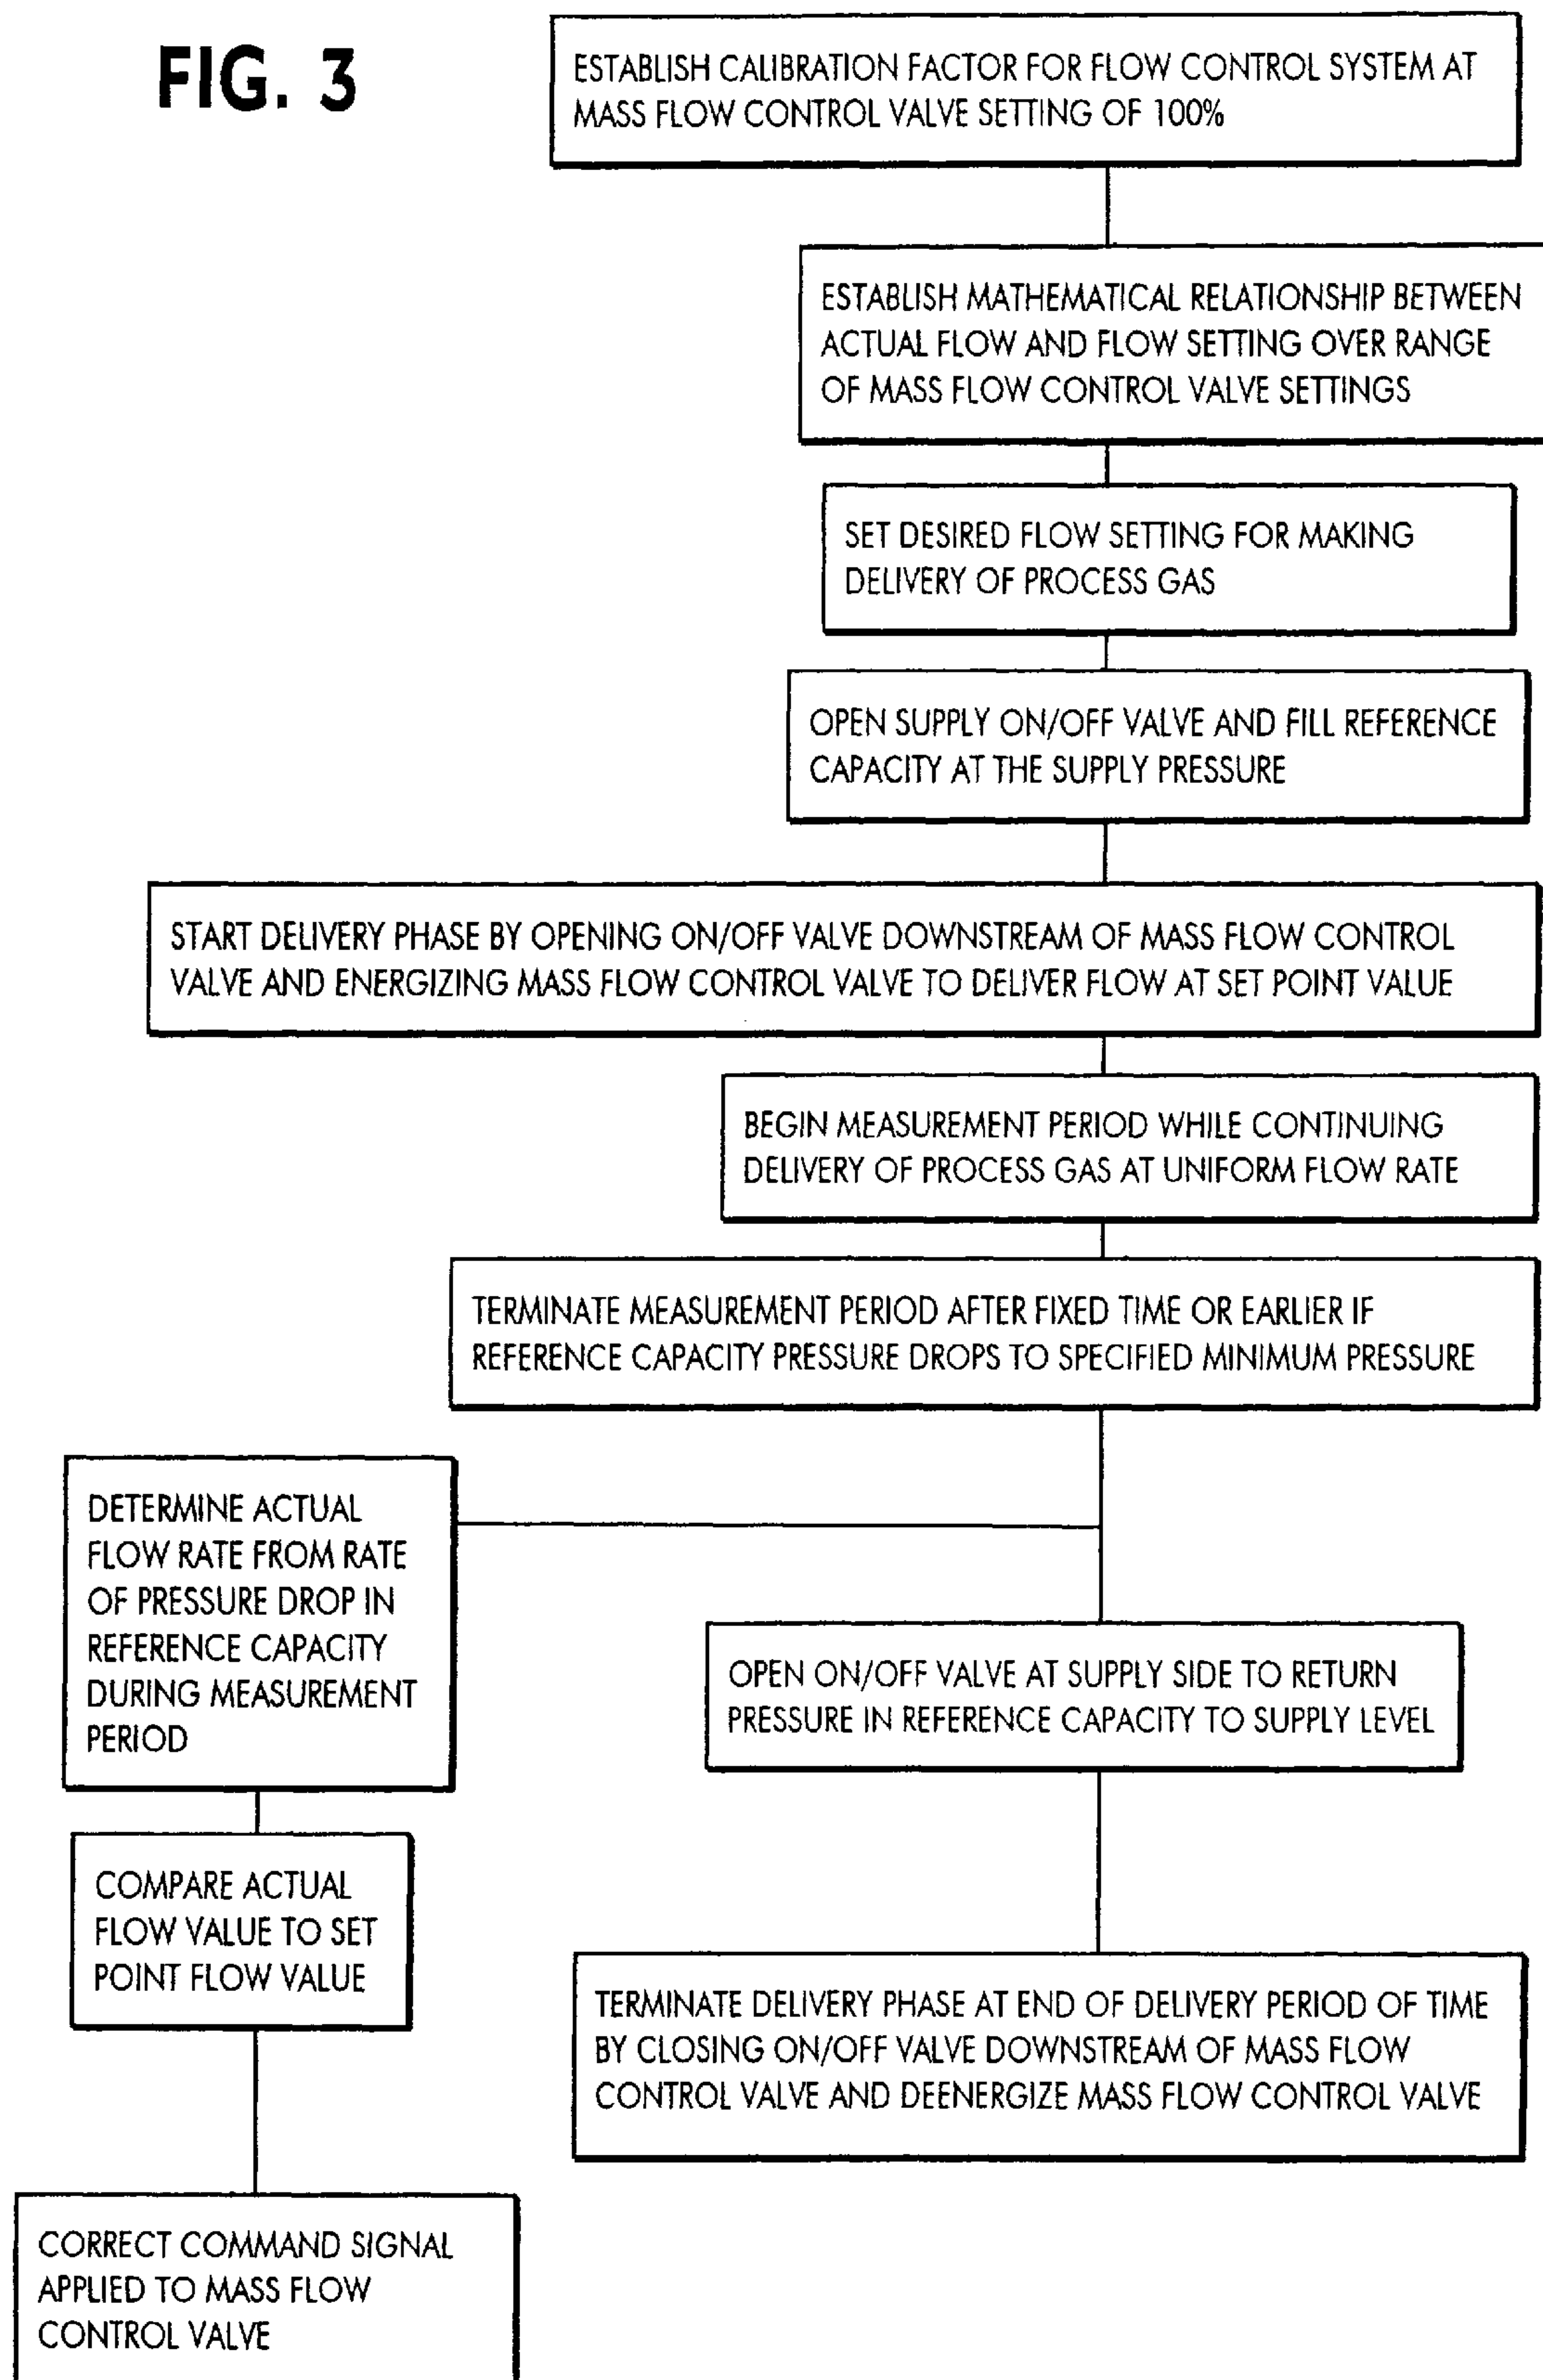 FIG. 3
ESTABLISH CALIBRATION FACTOR FOR FLOW CONTROL SYSTEM AT
MASS FLOW CONTROL VALVE SETTING OF 100%
ESTABLISH MATHEMATICAL RELATIONSHIP BETWEEN
ACTUAL FLOW AND FLOW SETTING OVER RANGE
OF MASS FLOW CONTROL VALVE SETTINGS
SET DESIRED FLOW SETTING FOR MAKING
DELIVERY OF PROCESS GAS
OPEN SUPPLY ON/OFF VALVE AND FILL REFERENCE
CAPACITY AT THE SUPPLY PRESSURE
START DELIVERY PHASE BY OPENING ON/OFF VALVE DOWNSTREAM OF MASS FLOW CONTROL
VALVE AND ENERGIZING MASS FLOW CONTROL VALVE TO DELIVER FLOW AT SET POINT VALUE
BEGIN MEASUREMENT PERIOD WHILE CONTINUING
DELIVERY OF PROCESS GAS AT UNIFORM FLOW RATE
TERMINATE MEASUREMENT PERIOD AFTER FIXED TIME OR EARLIER IF
REFERENCE CAPACITY PRESSURE DROPS TO SPECIFIED MINIMUM PRESSURE
DETERMINE ACTUAL
FLOW RATE FROM RATE
OF PRESSURE DROP IN
REFERENCE CAPACITY
DURING MEASUREMENT
PERIOD
OPEN ON/OFF VALVE AT SUPPLY SIDE TO RETURN
PRESSURE IN REFERENCE CAPACITY TO SUPPLY LEVEL
COMPARE ACTUAL
FLOW VALUE TO SET
POINT FLOW VALUE
TERMINATE DELIVERY PHASE AT END OF DELIVERY PERIOD OF TIME
BY CLOSING ON/OFF VALVE DOWNSTREAM OF MASS FLOW
CONTROL VALVE AND DEENERGIZE MASS FLOW CONTROL VALVE
CORRECT COMMAND SIGNAL
APPLIED TO MASS FLOW
CONTROL VALVE